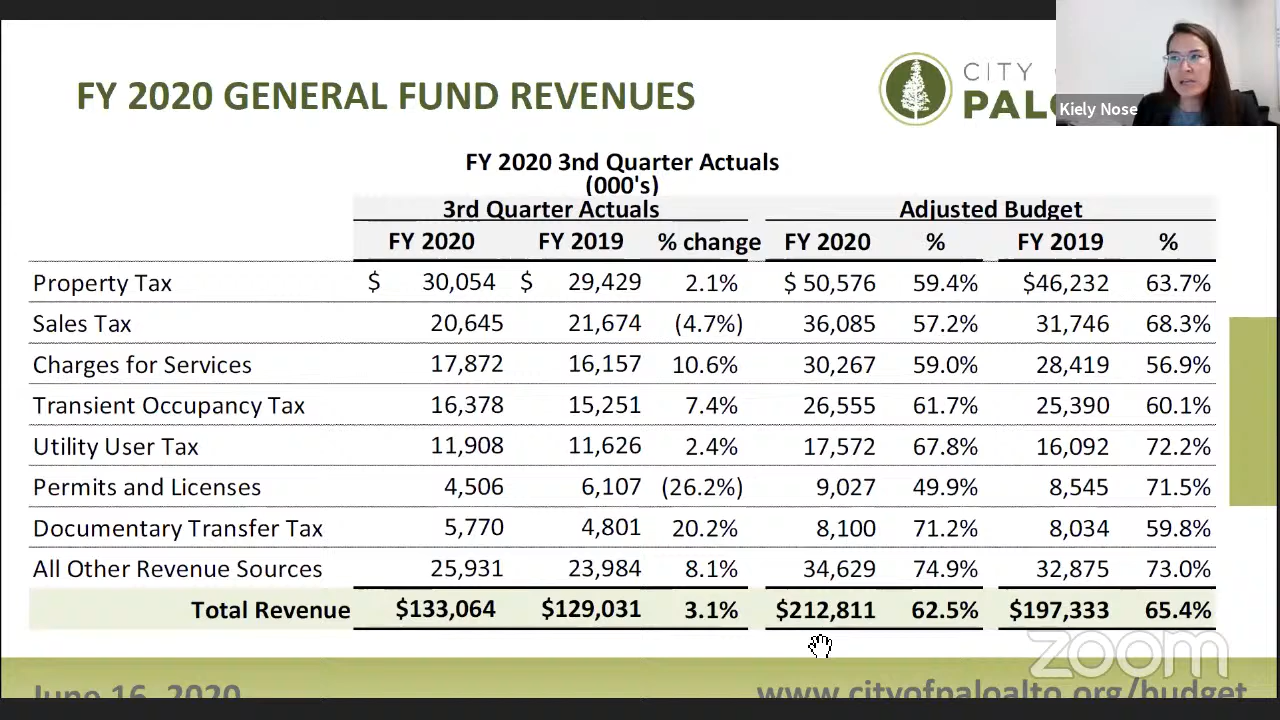 FY 2020 GENERAL FUND REVENUES
CITY
PALO
Kiely Nose
FY 2020 3nd Quarter Actuals
(000's)
3rd Quarter Actuals Adjusted Budget
FY 2020 FY 2019 % change FY 2020 % FY 2019 %
Property Tax $ 30,054 $ 29,429 2.1% $ 50,576 59.4% $46,232 63.7%
Sales Tax 20,645 21,674 (4.7%) 36,085 57.2% 31,746 68.3%
Charges for Services 17,872 16,157 10.6% 30,267 59.0% 28,419 56.9%
Transient Occupancy Tax 16,378 15,251 7.4% 26,555 61.7% 25,390 60.1%
Utility User Tax 11,908 11,626 2.4% 17,572 67.8% 16,092 72.2%
Permits and Licenses 4,506 6,107 (26.2%) 9,027 49.9% 8,545 71.5%
Documentary Transfer Tax 5,770 4,801 20.2% 8,100 71.2% 8,034 59.8%
All Other Revenue Sources 25,931 23,984 8.1% 34,629 74.9% 32,875 73.0%
Total Revenue $133,064 $129,031 3.1% $212,811 62.5% $197,333 65.4%
zoom
June 16, 2020 www.cityofpaloalto.org/budget